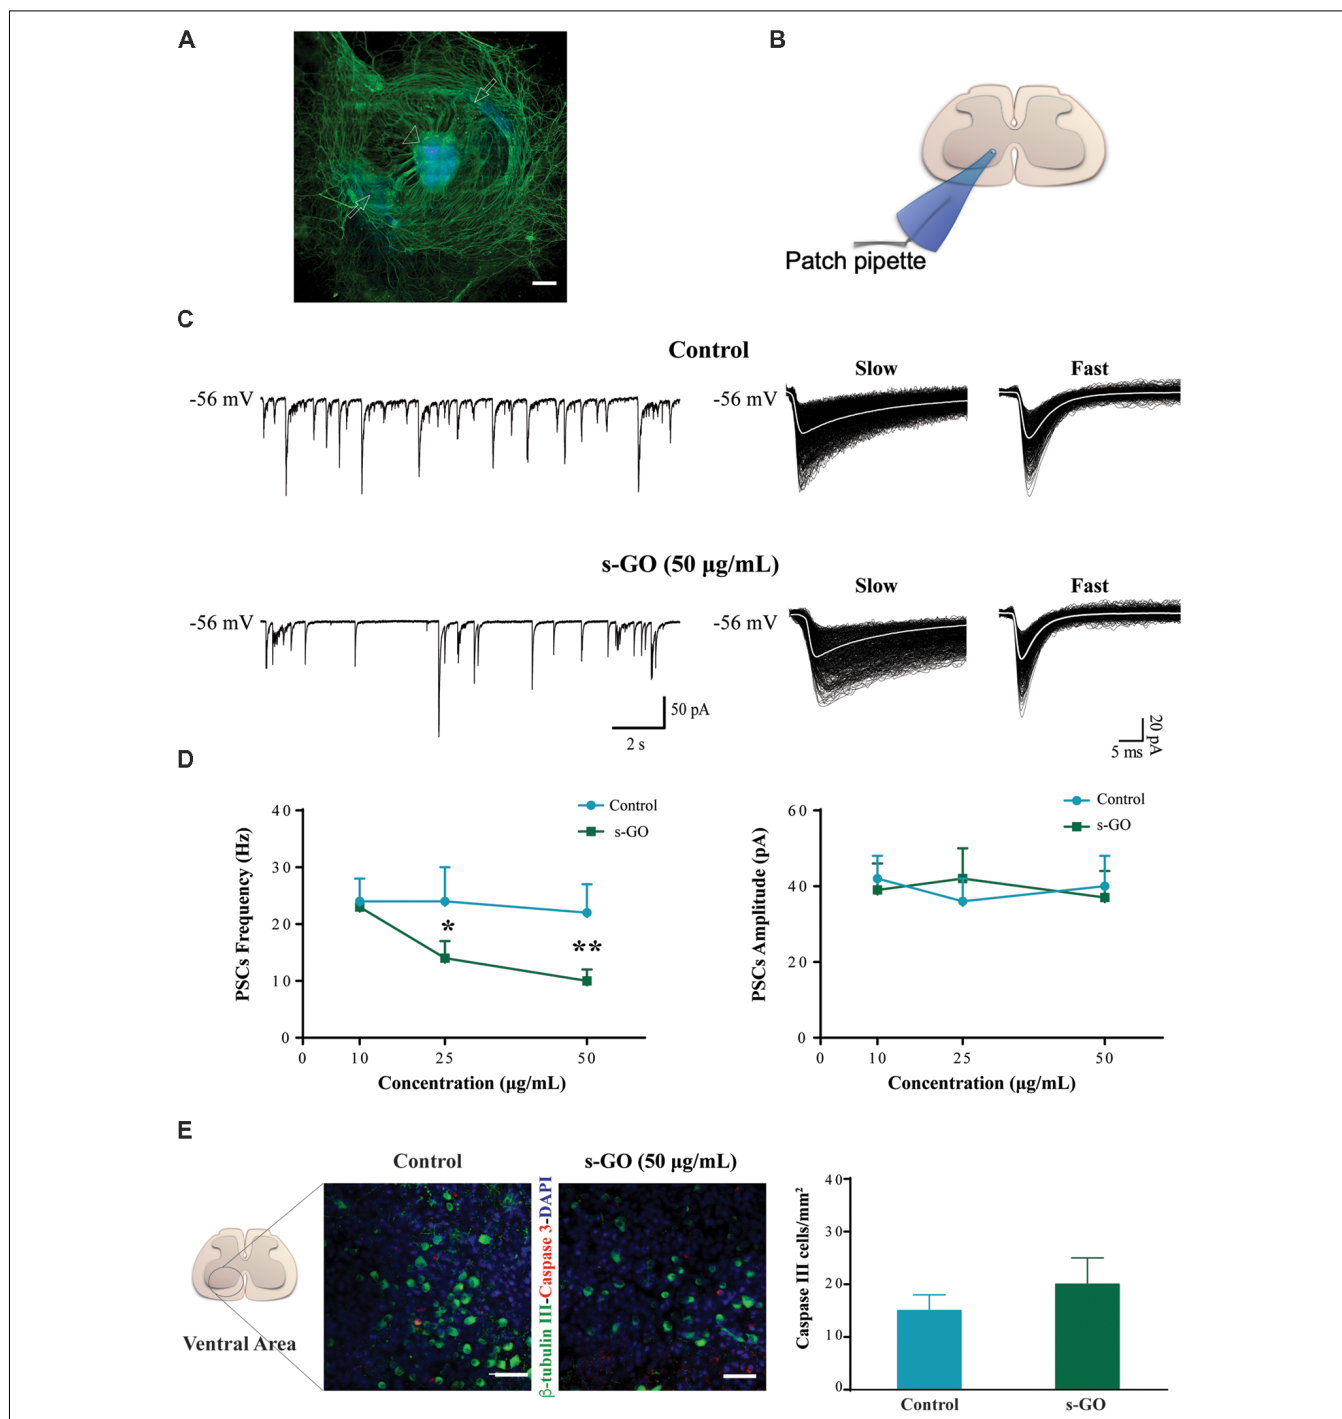 A
B
Patch pipette
C
Control
-56 mV
-56 mV
Slow
Fast
s-GO (50 µg/mL)
-56 mV
-56 mV
Slow
Fast
50 pA
2 s
20 pA
5 ms
D
PSCs Frequency (Hz)
40
30
20
10
0
0 10 25 50
Concentration (µg/mL)
Control
s-GO
*
**
PSCs Amplitude (pA)
60
40
20
0
0 10 25 50
Concentration (µg/mL)
Control
s-GO
E
Ventral Area
Control
β-tubulin III-Caspase 3-DAPI
s-GO (50 µg/mL)
Caspase III cells/mm²
40
30
20
10
0
Control s-GO